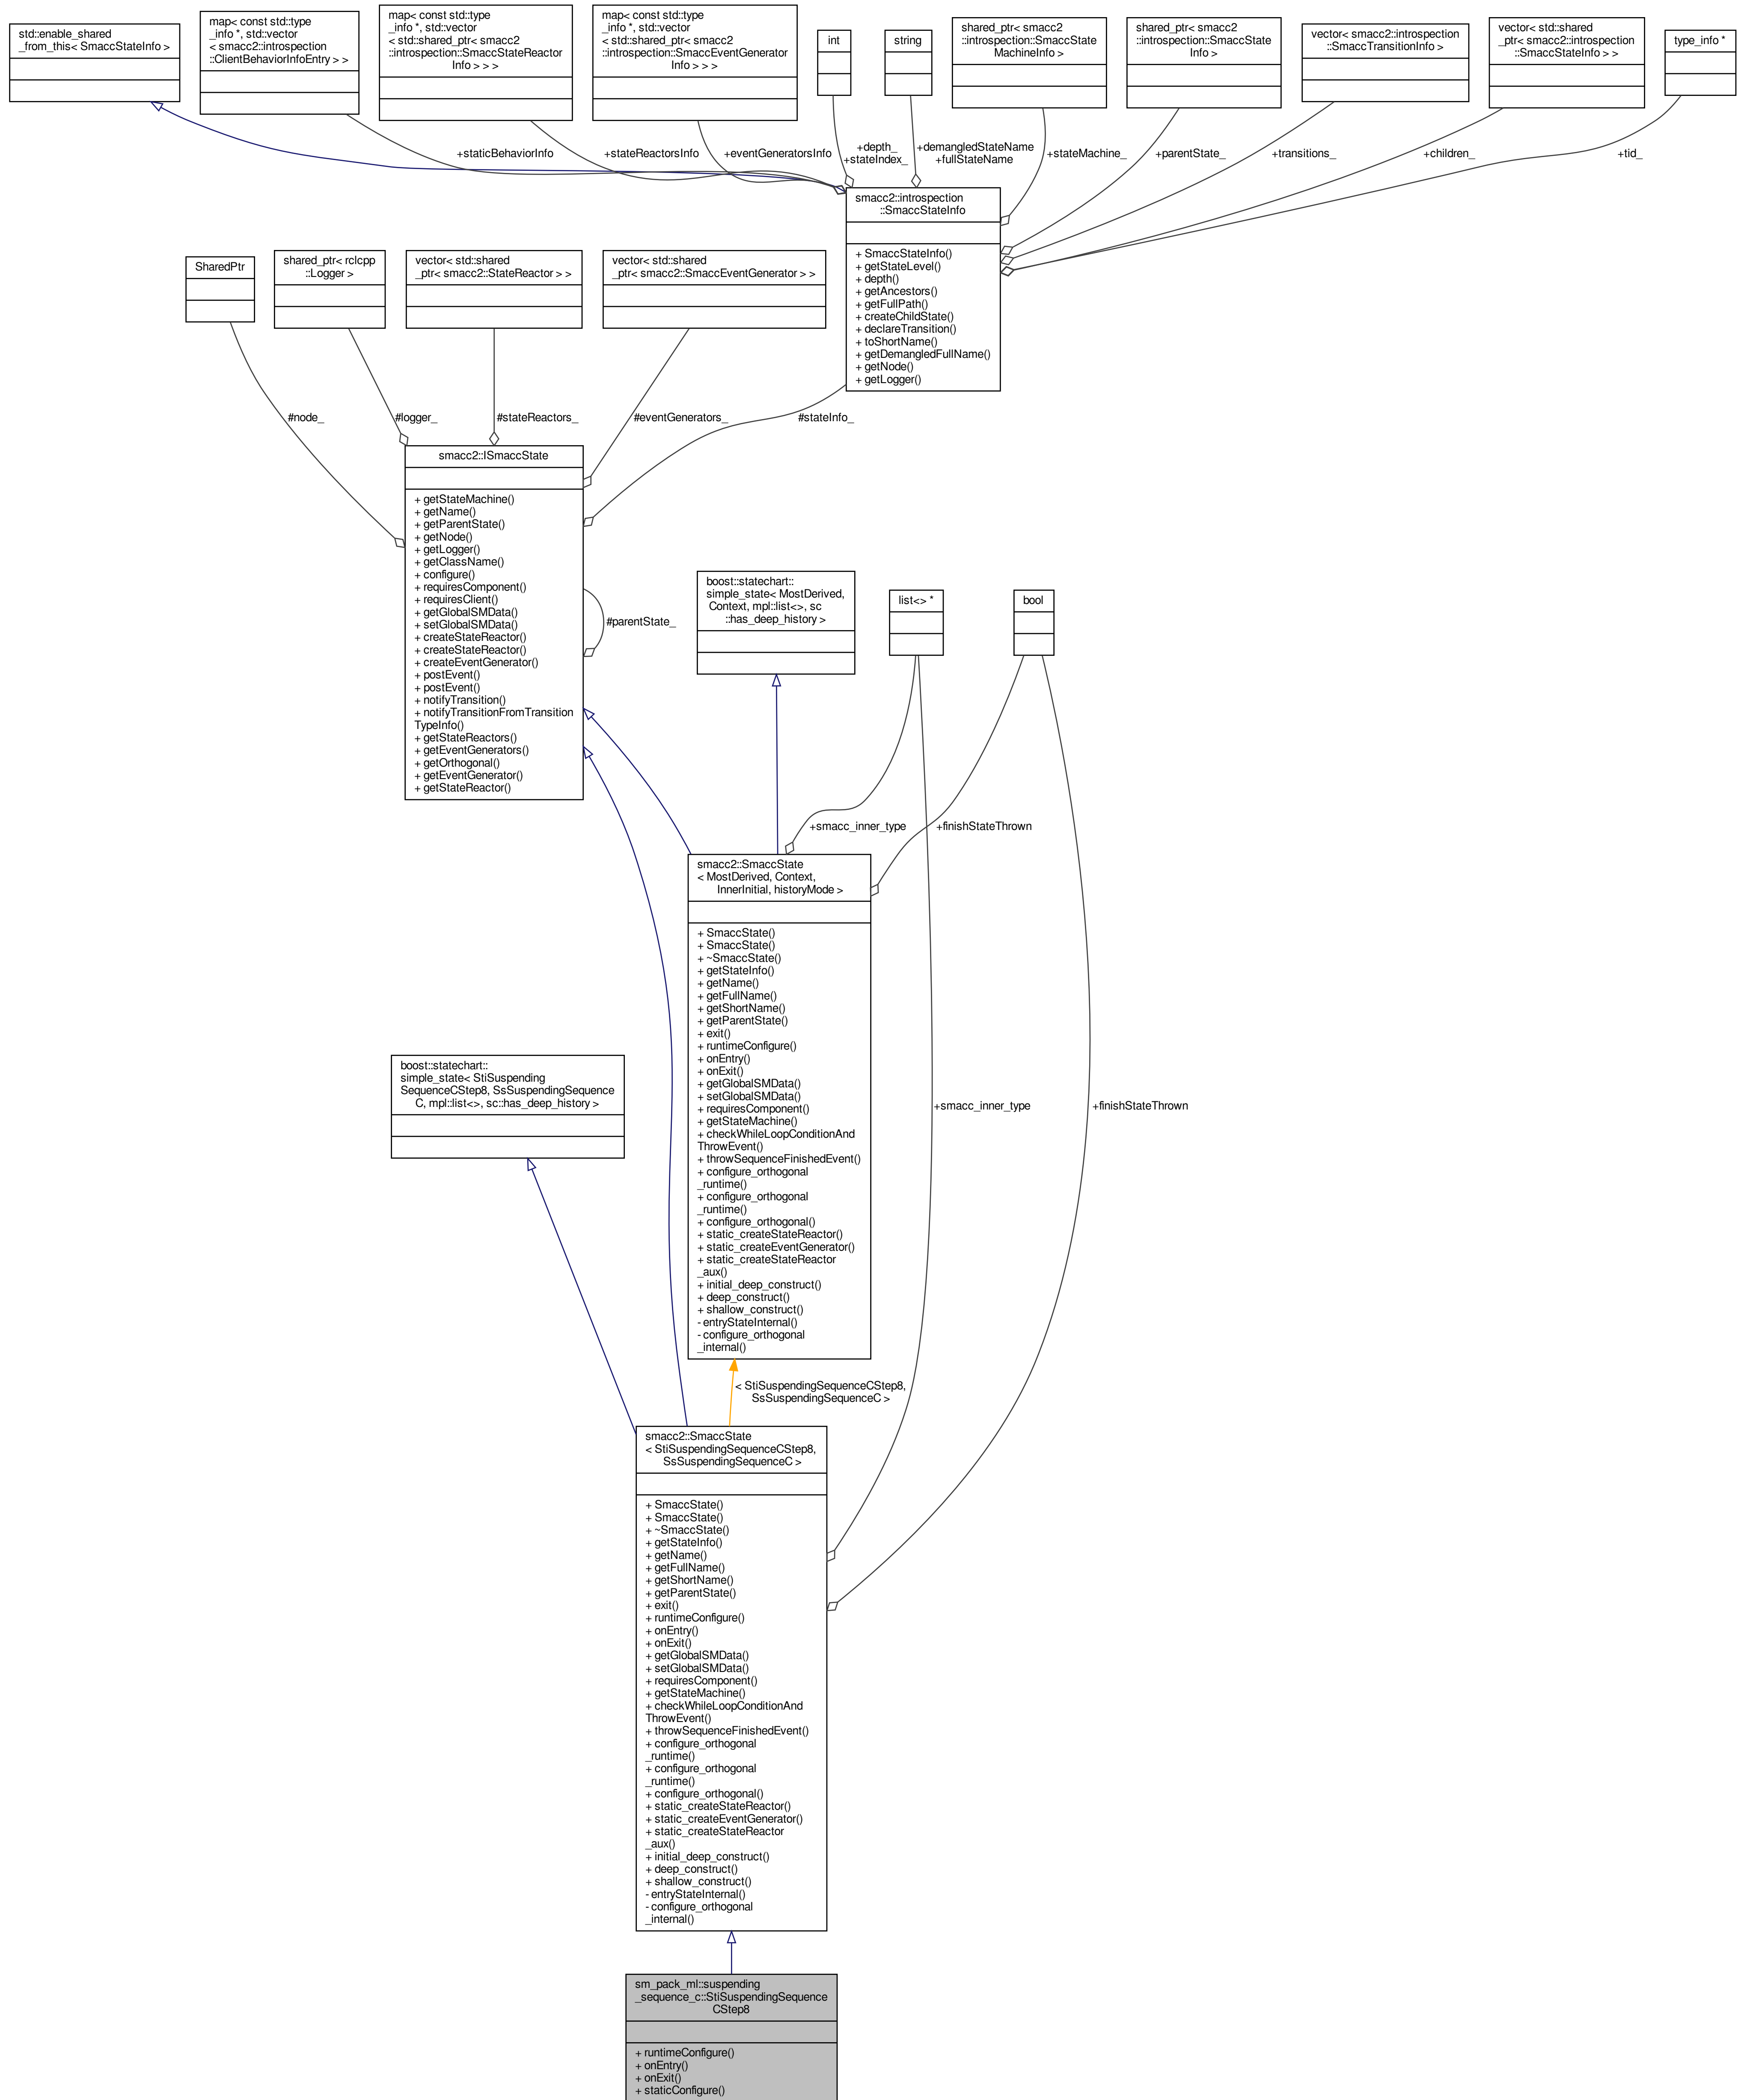 std::enable_shared
_from_this< SmaccStateInfo >
map< const std::type
_info *, std::vector
< smacc2::introspection
::ClientBehaviorInfoEntry > >
map< const std::type
_info *, std::vector
< std::shared_ptr< smacc2
::introspection::SmaccStateReactor
Info > > >
map< const std::type
_info *, std::vector
< std::shared_ptr< smacc2
::introspection::SmaccEventGenerator
Info > > >
int
string
shared_ptr< smacc2
::introspection::SmaccState
MachineInfo >
shared_ptr< smacc2
::introspection::SmaccState
Info >
vector< smacc2::introspection
::SmaccTransitionInfo >
vector< std::shared
_ptr< smacc2::introspection
::SmaccStateInfo > >
type_info *
+staticBehaviorInfo
+stateReactorsInfo
+eventGeneratorsInfo
+depth_
+stateIndex_
+demangledStateName
+fullStateName
+stateMachine_
+parentState_
+transitions_
+children_
+tid_
smacc2::introspection
::SmaccStateInfo
+ SmaccStateInfo()
+ getStateLevel()
+ depth()
+ getAncestors()
+ getFullPath()
+ createChildState()
+ declareTransition()
+ toShortName()
+ getDemangledFullName()
+ getNode()
+ getLogger()
SharedPtr
shared_ptr< rclcpp
::Logger >
vector< std::shared
_ptr< smacc2::StateReactor > >
vector< std::shared
_ptr< smacc2::SmaccEventGenerator > >
#node_
#logger_
#stateReactors_
#eventGenerators_
#stateInfo_
smacc2::ISmaccState
+ getStateMachine()
+ getName()
+ getParentState()
+ getNode()
+ getLogger()
+ getClassName()
+ configure()
+ requiresComponent()
+ requiresClient()
+ getGlobalSMData()
+ setGlobalSMData()
+ createStateReactor()
+ createStateReactor()
+ createEventGenerator()
+ postEvent()
+ postEvent()
+ notifyTransition()
+ notifyTransitionFromTransition
TypeInfo()
+ getStateReactors()
+ getEventGenerators()
+ getOrthogonal()
+ getEventGenerator()
+ getStateReactor()
#parentState_
boost::statechart::
simple_state< MostDerived,
Context, mpl::list<>, sc
::has_deep_history >
list<> *
bool
+smacc_inner_type
+finishStateThrown
smacc2::SmaccState
< MostDerived, Context,
InnerInitial, historyMode >
+ SmaccState()
+ SmaccState()
+ ~SmaccState()
+ getStateInfo()
+ getName()
+ getFullName()
+ getShortName()
+ getParentState()
+ exit()
+ runtimeConfigure()
+ onEntry()
+ onExit()
+ getGlobalSMData()
+ setGlobalSMData()
+ requiresComponent()
+ getStateMachine()
+ checkWhileLoopConditionAnd
ThrowEvent()
+ throwSequenceFinishedEvent()
+ configure_orthogonal
_runtime()
+ configure_orthogonal
_runtime()
+ configure_orthogonal()
+ static_createStateReactor()
+ static_createEventGenerator()
+ static_createStateReactor
_aux()
+ initial_deep_construct()
+ deep_construct()
+ shallow_construct()
- entryStateInternal()
- configure_orthogonal
_internal()
boost::statechart::
simple_state< StiSuspending
SequenceCStep8, SsSuspendingSequence
C, mpl::list<>, sc::has_deep_history >
+smacc_inner_type
+finishStateThrown
< StiSuspendingSequenceCStep8,
SsSuspendingSequenceC >
smacc2::SmaccState
< StiSuspendingSequenceCStep8,
SsSuspendingSequenceC >
+ SmaccState()
+ SmaccState()
+ ~SmaccState()
+ getStateInfo()
+ getName()
+ getFullName()
+ getShortName()
+ getParentState()
+ exit()
+ runtimeConfigure()
+ onEntry()
+ onExit()
+ getGlobalSMData()
+ setGlobalSMData()
+ requiresComponent()
+ getStateMachine()
+ checkWhileLoopConditionAnd
ThrowEvent()
+ throwSequenceFinishedEvent()
+ configure_orthogonal
_runtime()
+ configure_orthogonal
_runtime()
+ configure_orthogonal()
+ static_createStateReactor()
+ static_createEventGenerator()
+ static_createStateReactor
_aux()
+ initial_deep_construct()
+ deep_construct()
+ shallow_construct()
- entryStateInternal()
- configure_orthogonal
_internal()
sm_pack_ml::suspending
_sequence_c::StiSuspendingSequence
CStep8
+ runtimeConfigure()
+ onEntry()
+ onExit()
+ staticConfigure()